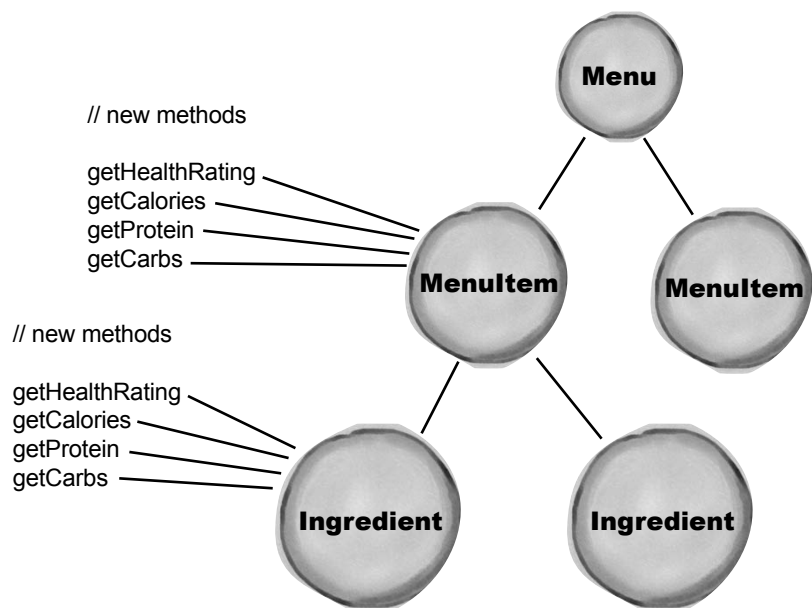 Menu
// new methods
getHealthRating
getCalories
getProtein
getCarbs
MenuItem
MenuItem
// new methods
getHealthRating
getCalories
getProtein
getCarbs
Ingredient
Ingredient